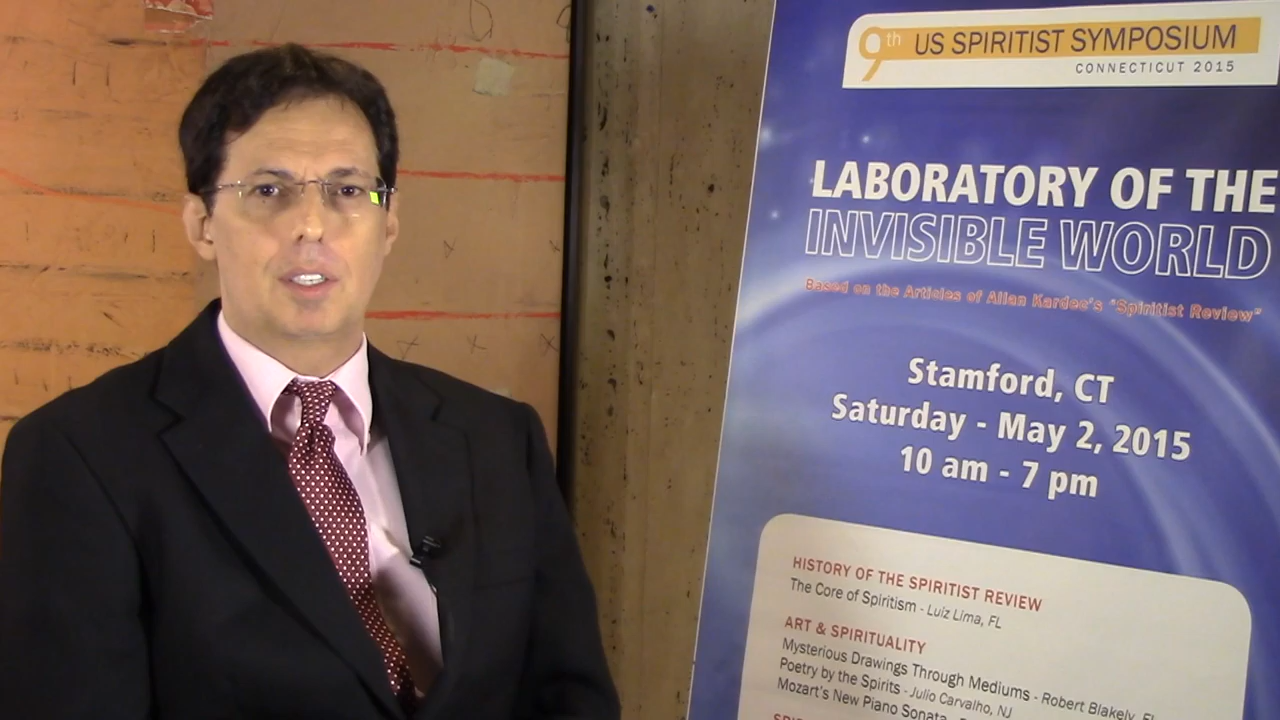 9th US SPIRITIST SYMPOSIUM
CONNECTICUT 2015
LABORATORY OF THE
INVISIBLE WORLD
Based on the Articles of Allan Kardec's "Spiritist Review"
Stamford, CT
Saturday - May 2, 2015
10 am - 7 pm
HISTORY OF THE SPIRITIST REVIEW
The Core of Spiritism - Luiz Lima, FL
ART & SPIRITUALITY
Mysterious Drawings Through Mediums - Robert Blakely, FL
Poetry by the Spirits - Julio Carvalho, NJ
Mozart's New Piano Sonata -